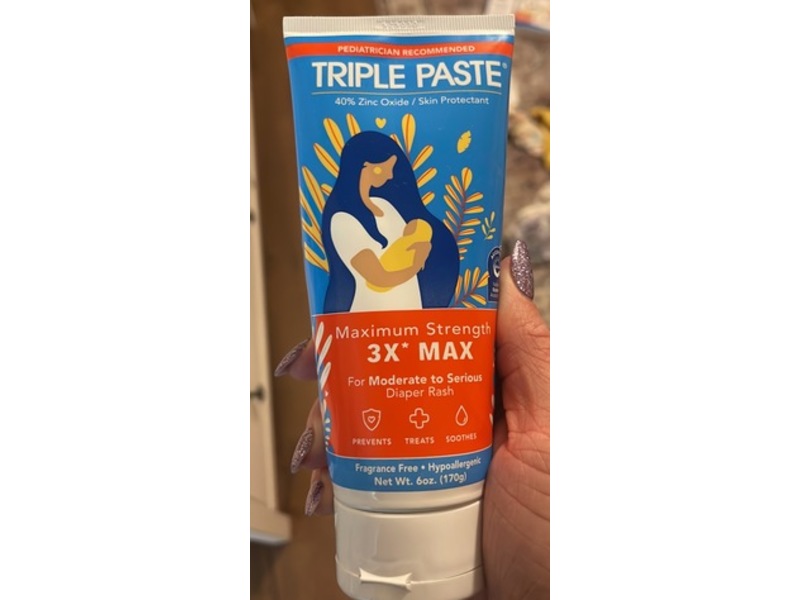 PEDIATRICIAN RECOMMENDED
TRIPLE PASTE®
40% Zinc Oxide / Skin Protectant
Maximum Strength
3X* MAX
For Moderate to Serious
Diaper Rash
PREVENTS TREATS SOOTHES
Fragrance Free • Hypoallergenic
Net Wt. 6oz. (170g)